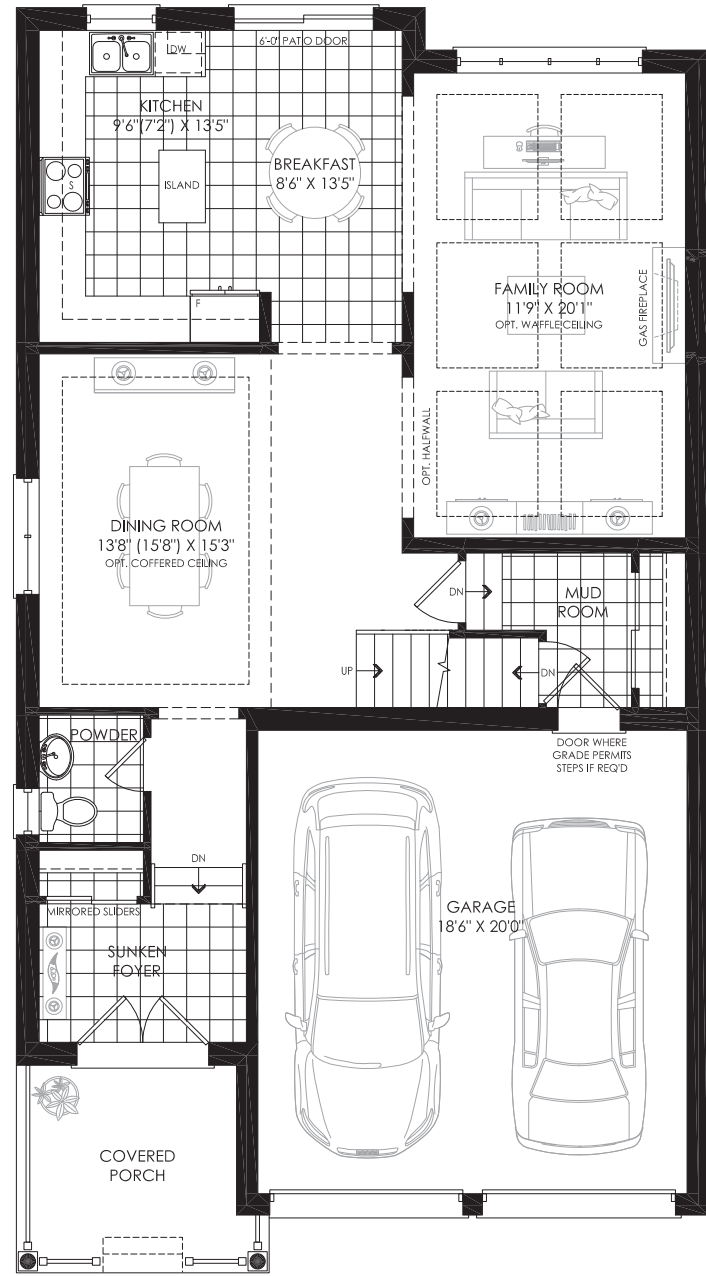 6'-0" PATIO DOOR
DW
KITCHEN
9'6"(7'2") X 13'5"
BREAKFAST
8'6" X 13'5"
S
ISLAND
F
FAMILY ROOM
11'9" X 20'1"
OPT. WAFFLE CEILING
GAS FIREPLACE
OPT. HALFWALL
DINING ROOM
13'8" (15'8") X 15'3"
OPT. COFFERED CEILING
DN
MUD
ROOM
UP
DN
POWDER
DOOR WHERE
GRADE PERMITS
STEPS IF REQ'D
DN
MIRRORED SLIDERS
GARAGE
18'6" X 20'0"
SUNKEN
FOYER
COVERED
PORCH